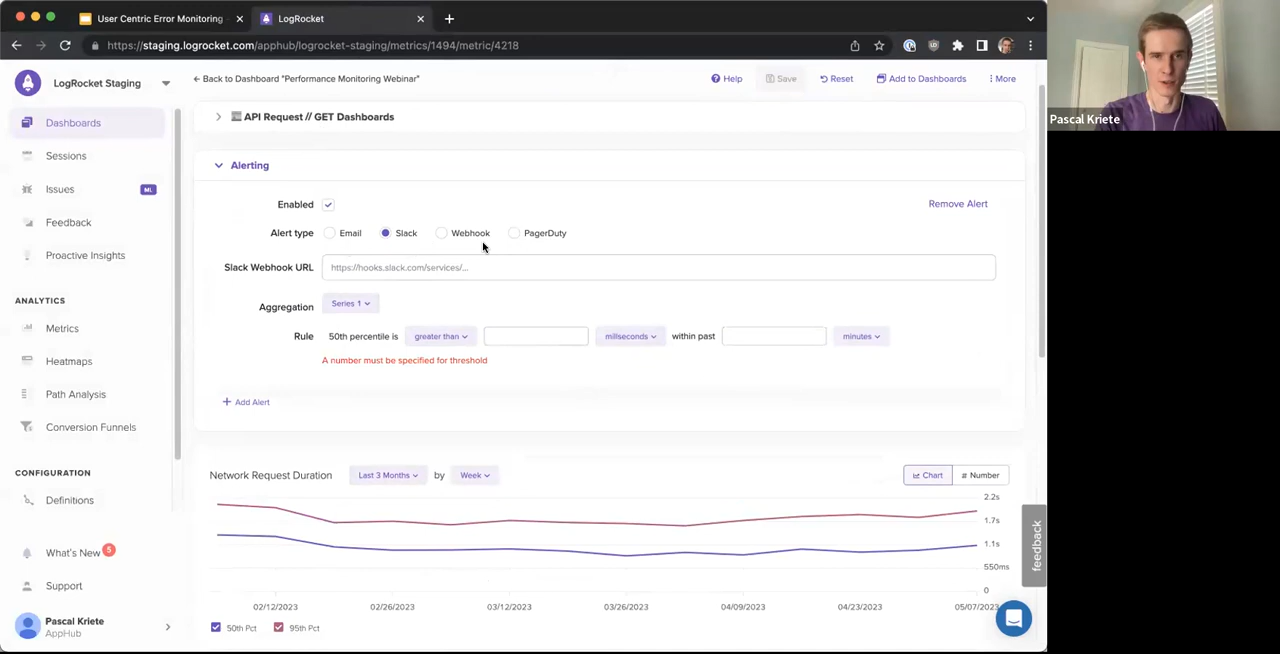 User Centric Error Monitoring
LogRocket
https://staging.logrocket.com/apphub/logrocket-staging/metrics/1494/metric/4218
LogRocket Staging
Back to Dashboard "Performance Monitoring Webinar"
Help
Save
Reset
Add to Dashboards
More
Dashboards
Sessions
Issues
ML
Feedback
Proactive Insights
ANALYTICS
Metrics
Heatmaps
Path Analysis
Conversion Funnels
CONFIGURATION
Definitions
What's New
5
Support
Pascal Kriete
AppHub
API Request // GET Dashboards
Alerting
Enabled
Remove Alert
Alert type
Email
Slack
Webhook
PagerDuty
Slack Webhook URL
https://hooks.slack.com/services/...
Aggregation
Series 1
Rule
50th percentile is
greater than
miliseconds
within past
minutes
A number must be specified for threshold
+ Add Alert
Network Request Duration
Last 3 Months
by
Week
Chart
# Number
2.2s
1.7s
1.1s
550ms
0
02/12/2023
02/26/2023
03/12/2023
03/26/2023
04/09/2023
04/23/2023
05/07/2023
50th Pct
95th Pct
feedback
Pascal Kriete